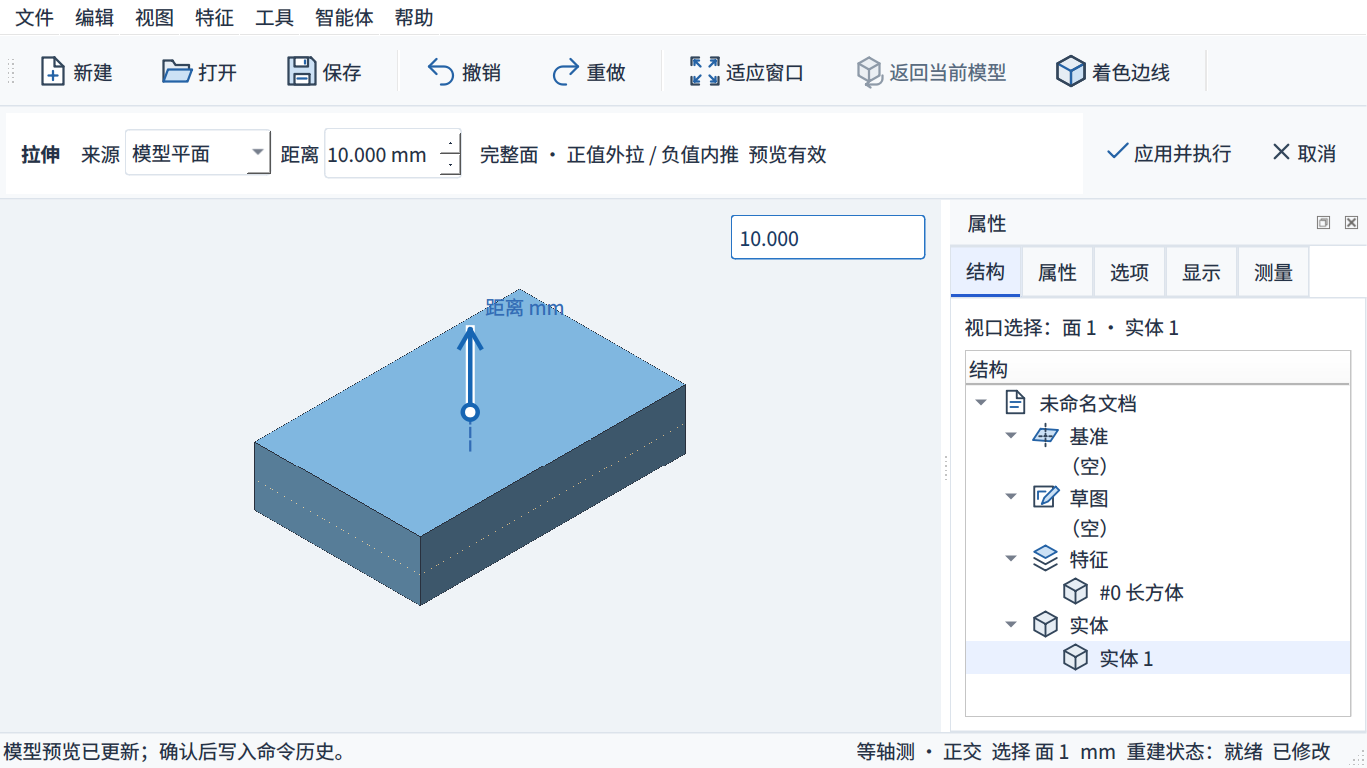 文件 编辑 视图 特征 工具 智能体 帮助
新建 打开 保存 撤销 重做 适应窗口 返回当前模型 着色边线
拉伸 来源 模型平面 距离 10.000 mm 完整面 • 正值外拉 / 负值内推 预览有效 应用并执行 取消
10.000
距离 mm
属性
结构 属性 选项 显示 测量
视口选择：面 1 • 实体 1
结构
未命名文档
基准
（空）
草图
（空）
特征
#0 长方体
实体
实体 1
模型预览已更新；确认后写入命令历史。 等轴测 • 正交 选择 面 1 mm 重建状态：就绪 已修改